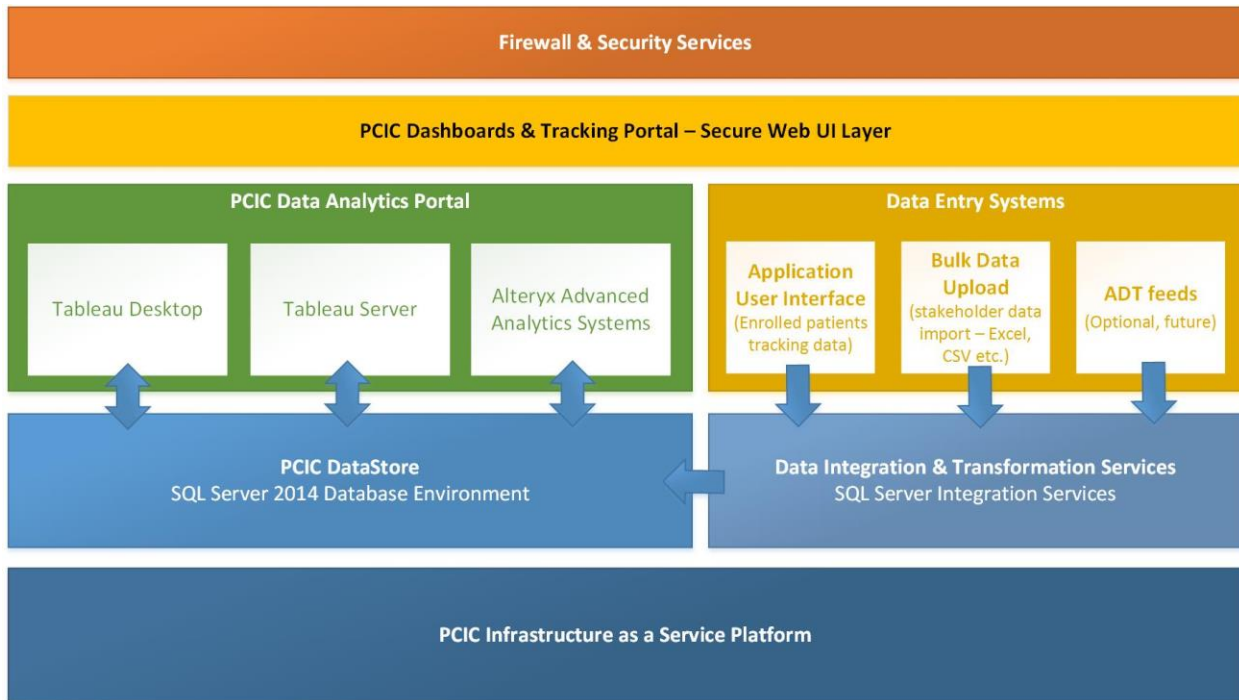 Firewall & Security Services
PCIC Dashboards & Tracking Portal – Secure Web UI Layer
PCIC Data Analytics Portal
Tableau Desktop
Tableau Server
Alteryx Advanced
Analytics Systems
Data Entry Systems
Application
User Interface
(Enrolled patients
tracking data)
Bulk Data
Upload
(stakeholder data
import – Excel,
CSV etc.)
ADT feeds
(Optional, future)
PCIC DataStore
SQL Server 2014 Database Environment
Data Integration & Transformation Services
SQL Server Integration Services
PCIC Infrastructure as a Service Platform